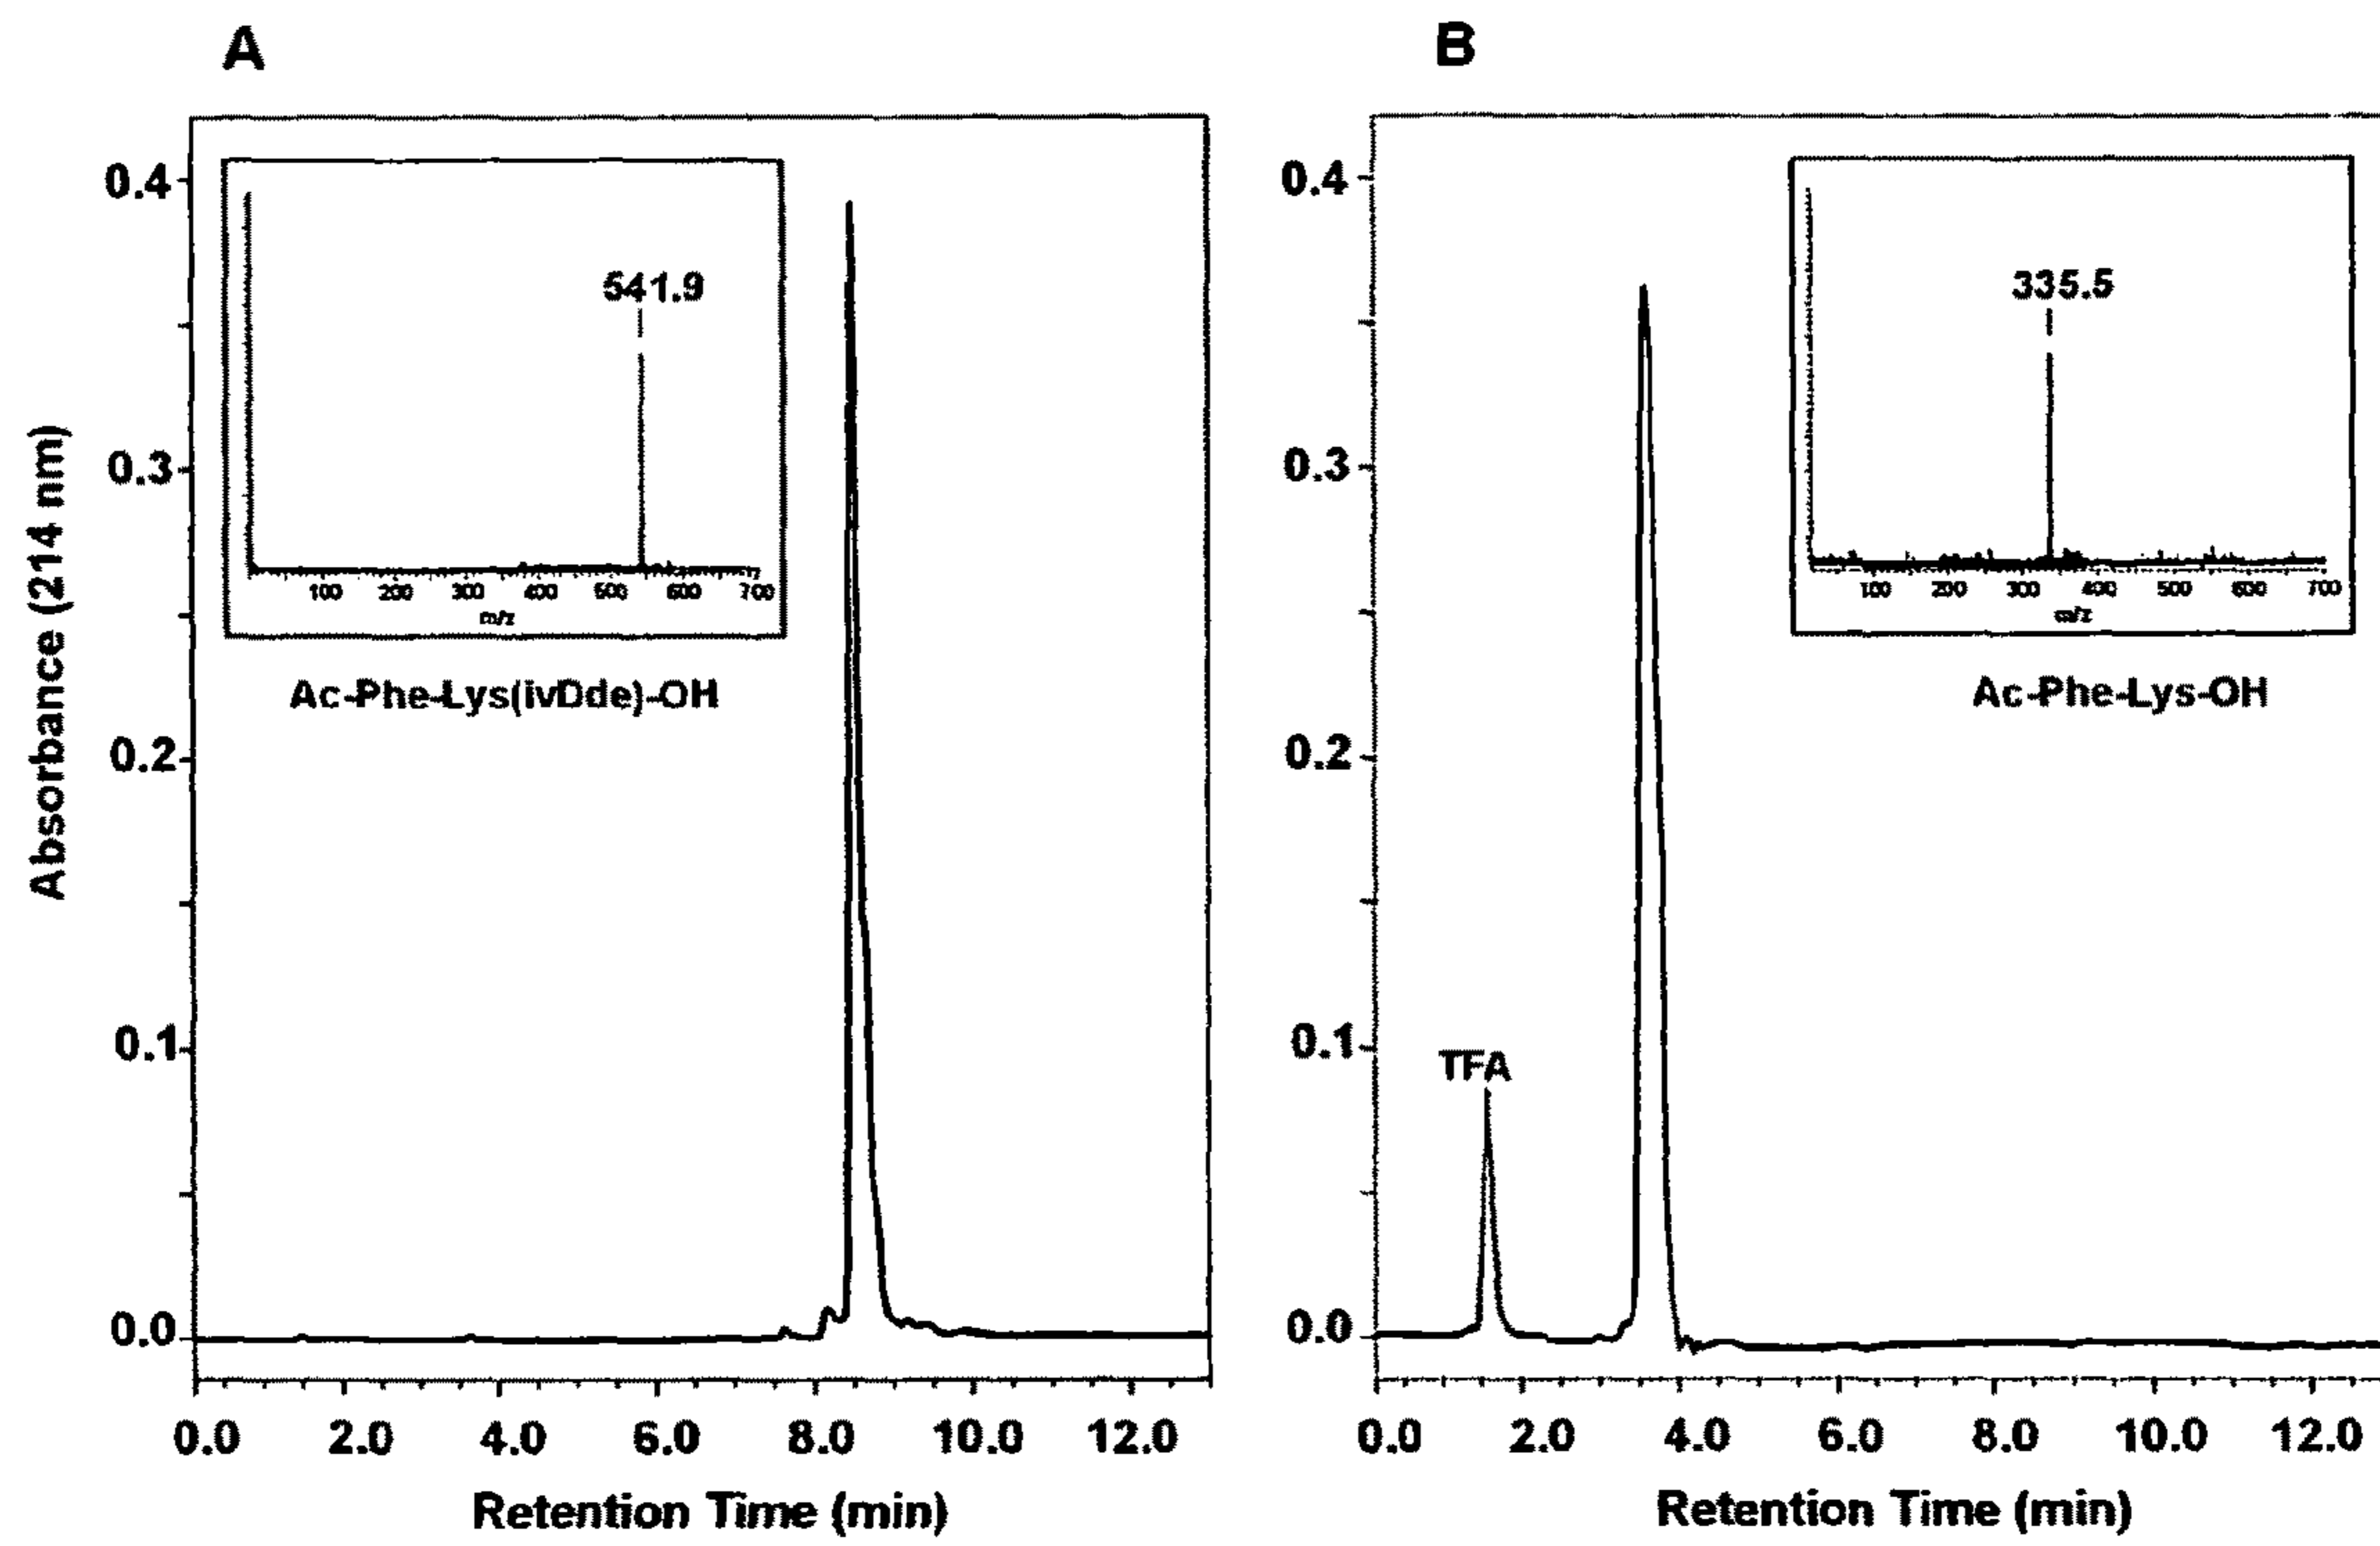 A
B
Absorbance (214 nm)
0.4
0.3
0.2
0.1
0.0
541.9
100 200 300 400 500 600 700
m/z
Ac-Phe-Lys(ivDde)-OH
0.0 2.0 4.0 6.0 8.0 10.0 12.0
Retention Time (min)
0.4
0.3
0.2
0.1
0.0
335.5
100 200 300 400 500 600 700
m/z
Ac-Phe-Lys-OH
TFA
0.0 2.0 4.0 6.0 8.0 10.0 12.0
Retention Time (min)